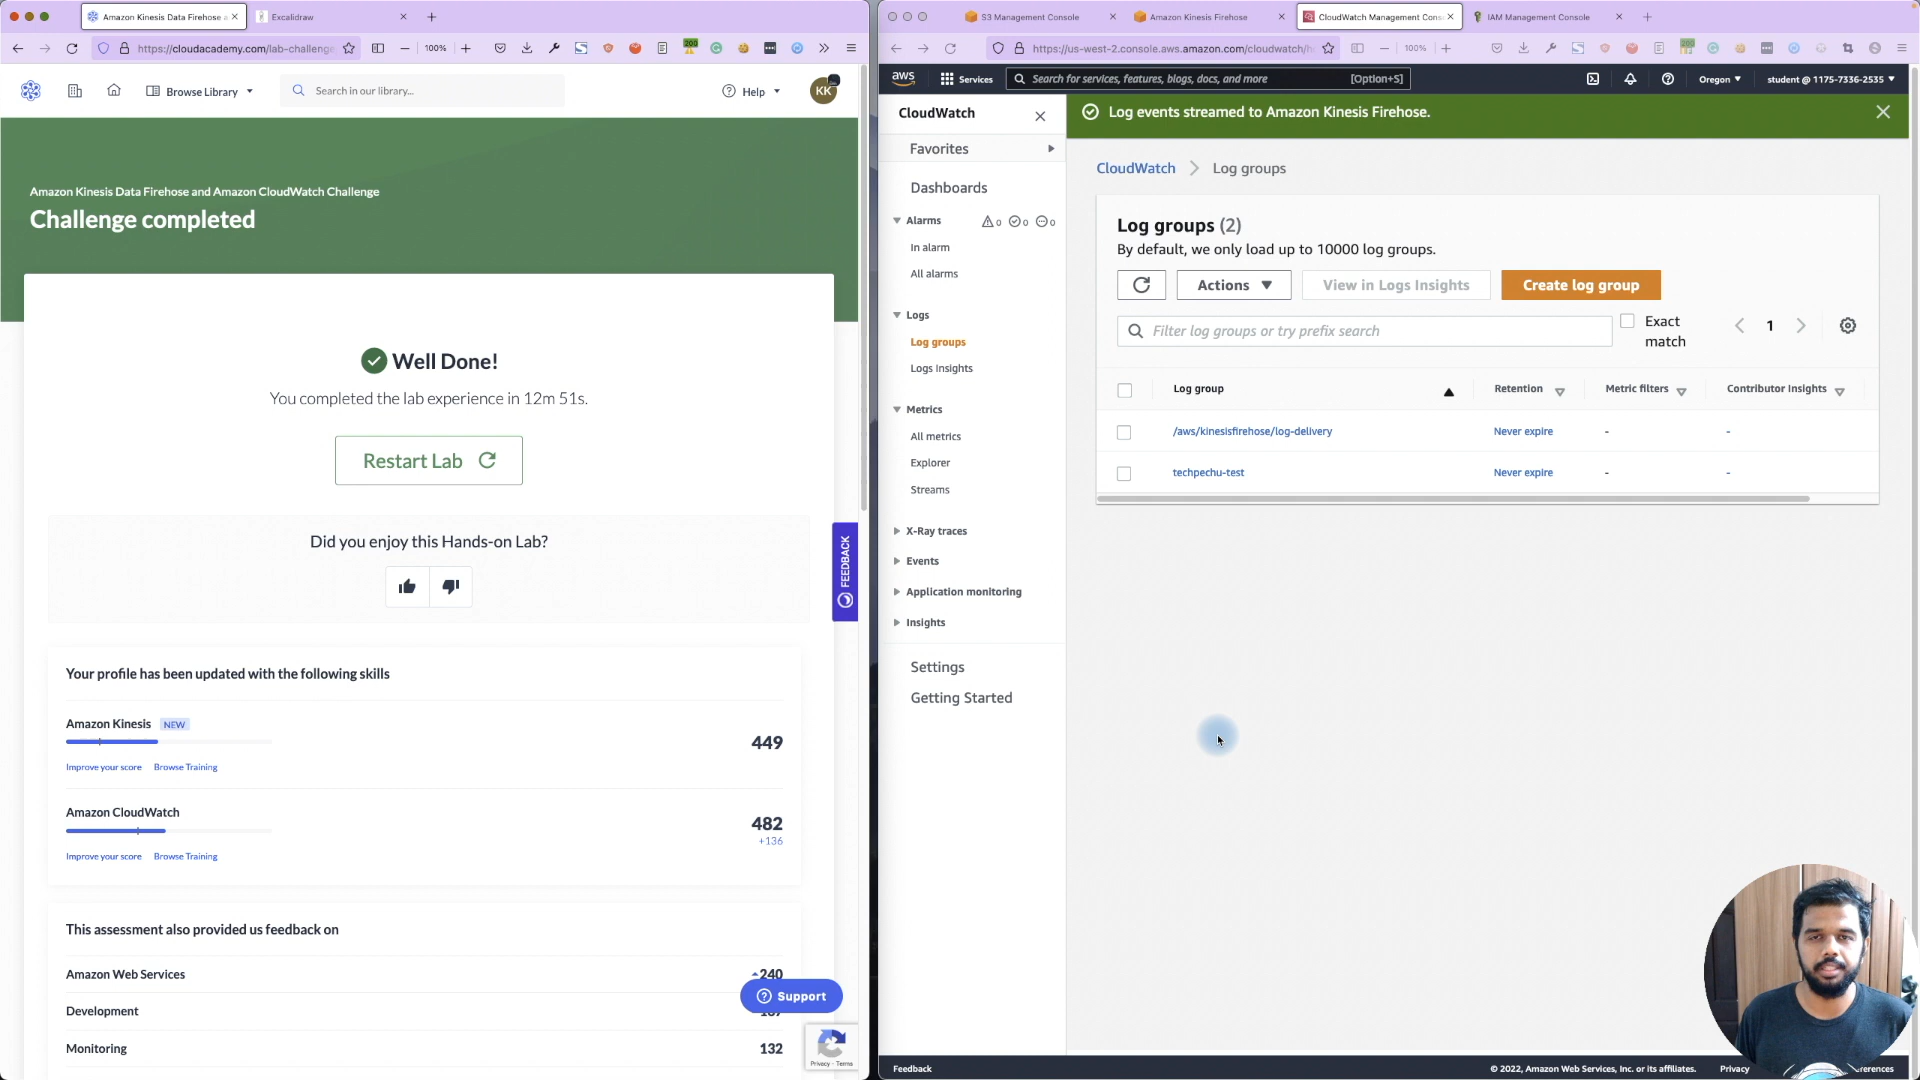 Amazon Kinesis Data Firehose a
Excalidraw
https://cloudacademy.com/lab-challenge
100%
200
Browse Library
Search in our library...
Help
KK
Amazon Kinesis Data Firehose and Amazon CloudWatch Challenge
Challenge completed
Well Done!
You completed the lab experience in 12m 51s.
Restart Lab
Did you enjoy this Hands-on Lab?
FEEDBACK
Your profile has been updated with the following skills
Amazon Kinesis NEW
449
Improve your score Browse Training
Amazon CloudWatch
482
+136
Improve your score Browse Training
This assessment also provided us feedback on
Amazon Web Services
240
Support
Development
Monitoring
132
Privacy - Terms
S3 Management Console
Amazon Kinesis Firehose
CloudWatch Management Cons
IAM Management Console
https://us-west-2.console.aws.amazon.com/cloudwatch/h
100%
aws
Services
Search for services, features, blogs, docs, and more
[Option+S]
Oregon
student @ 1175-7336-2535
CloudWatch
Favorites
Dashboards
Alarms
0 0 0
In alarm
All alarms
Logs
Log groups
Logs Insights
Metrics
All metrics
Explorer
Streams
X-Ray traces
Events
Application monitoring
Insights
Settings
Getting Started
Log events streamed to Amazon Kinesis Firehose.
CloudWatch
Log groups
Log groups (2)
By default, we only load up to 10000 log groups.
Actions
View in Logs Insights
Create log group
Filter log groups or try prefix search
Exact
match
1
Log group
Retention
Metric filters
Contributor Insights
/aws/kinesisfirehose/log-delivery
Never expire
-
-
techpechu-test
Never expire
-
-
Feedback
© 2022, Amazon Web Services, Inc. or its affiliates.
Privacy